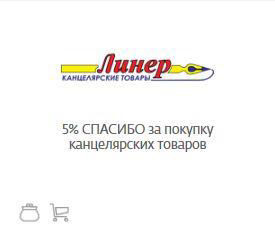 Линер
КАНЦЕЛЯРСКИЕ ТОВАРЫ
5% СПАСИБО за покупку
канцелярских товаров